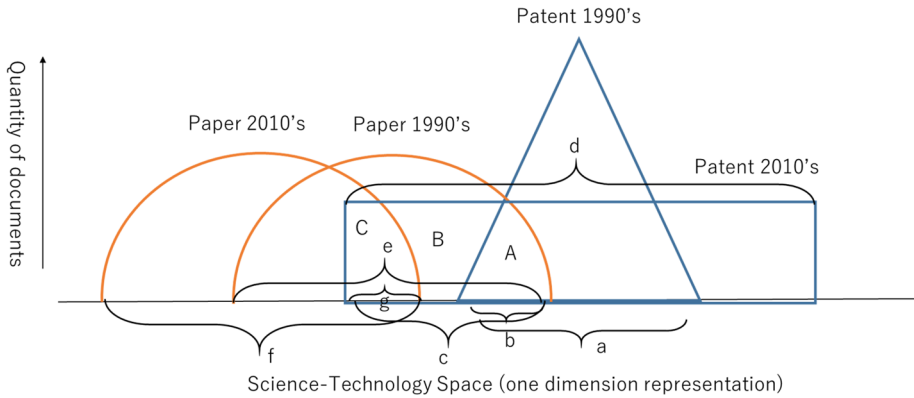 Patent 1990’s
Quantity of documents
Paper 2010’s
Paper 1990’s
d
Patent 2010’s
C
B
e
A
g
f
c
b
a
Science-Technology Space (one dimension representation)